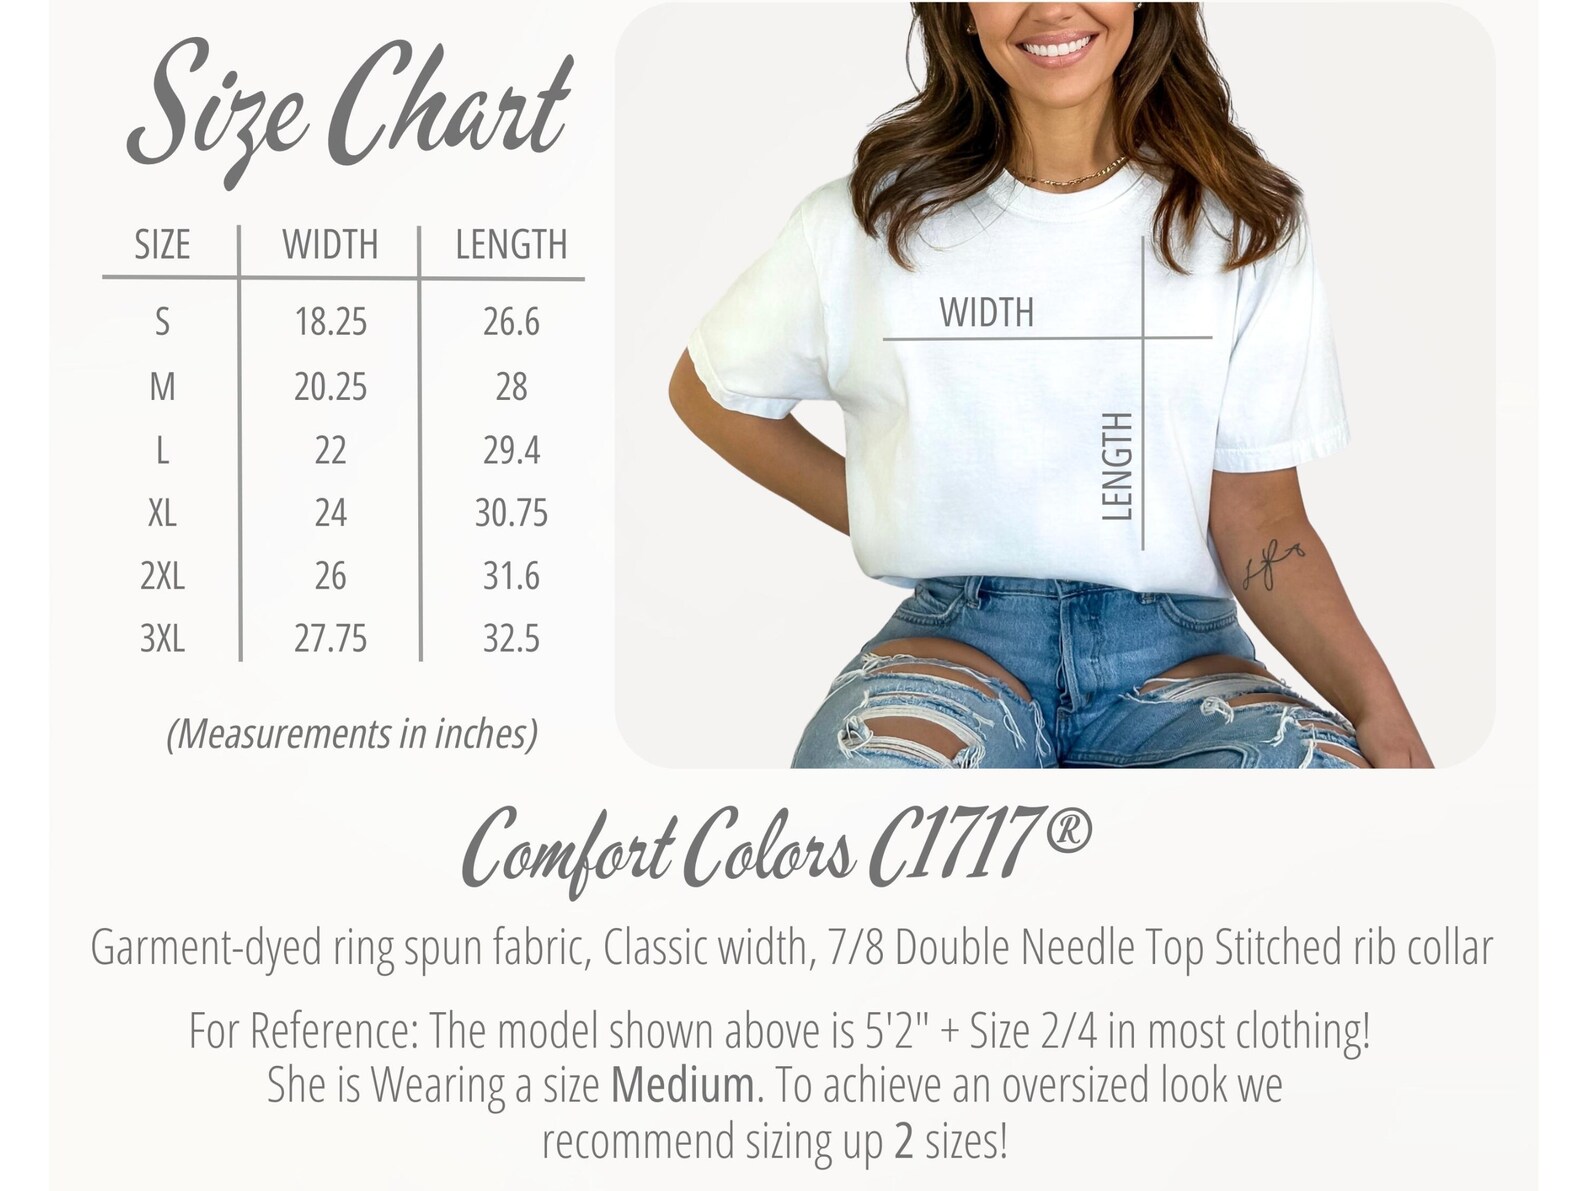 Size Chart
SIZE WIDTH LENGTH
S 18.25 26.6
M 20.25 28
L 22 29.4
XL 24 30.75
2XL 26 31.6
3XL 27.75 32.5
(Measurements in inches)
WIDTH
LENGTH
Comfort Colors C1717®
Garment-dyed ring spun fabric, Classic width, 7/8 Double Needle Top Stitched rib collar
For Reference: The model shown above is 5'2" + Size 2/4 in most clothing!
She is Wearing a size Medium. To achieve an oversized look we
recommend sizing up 2 sizes!